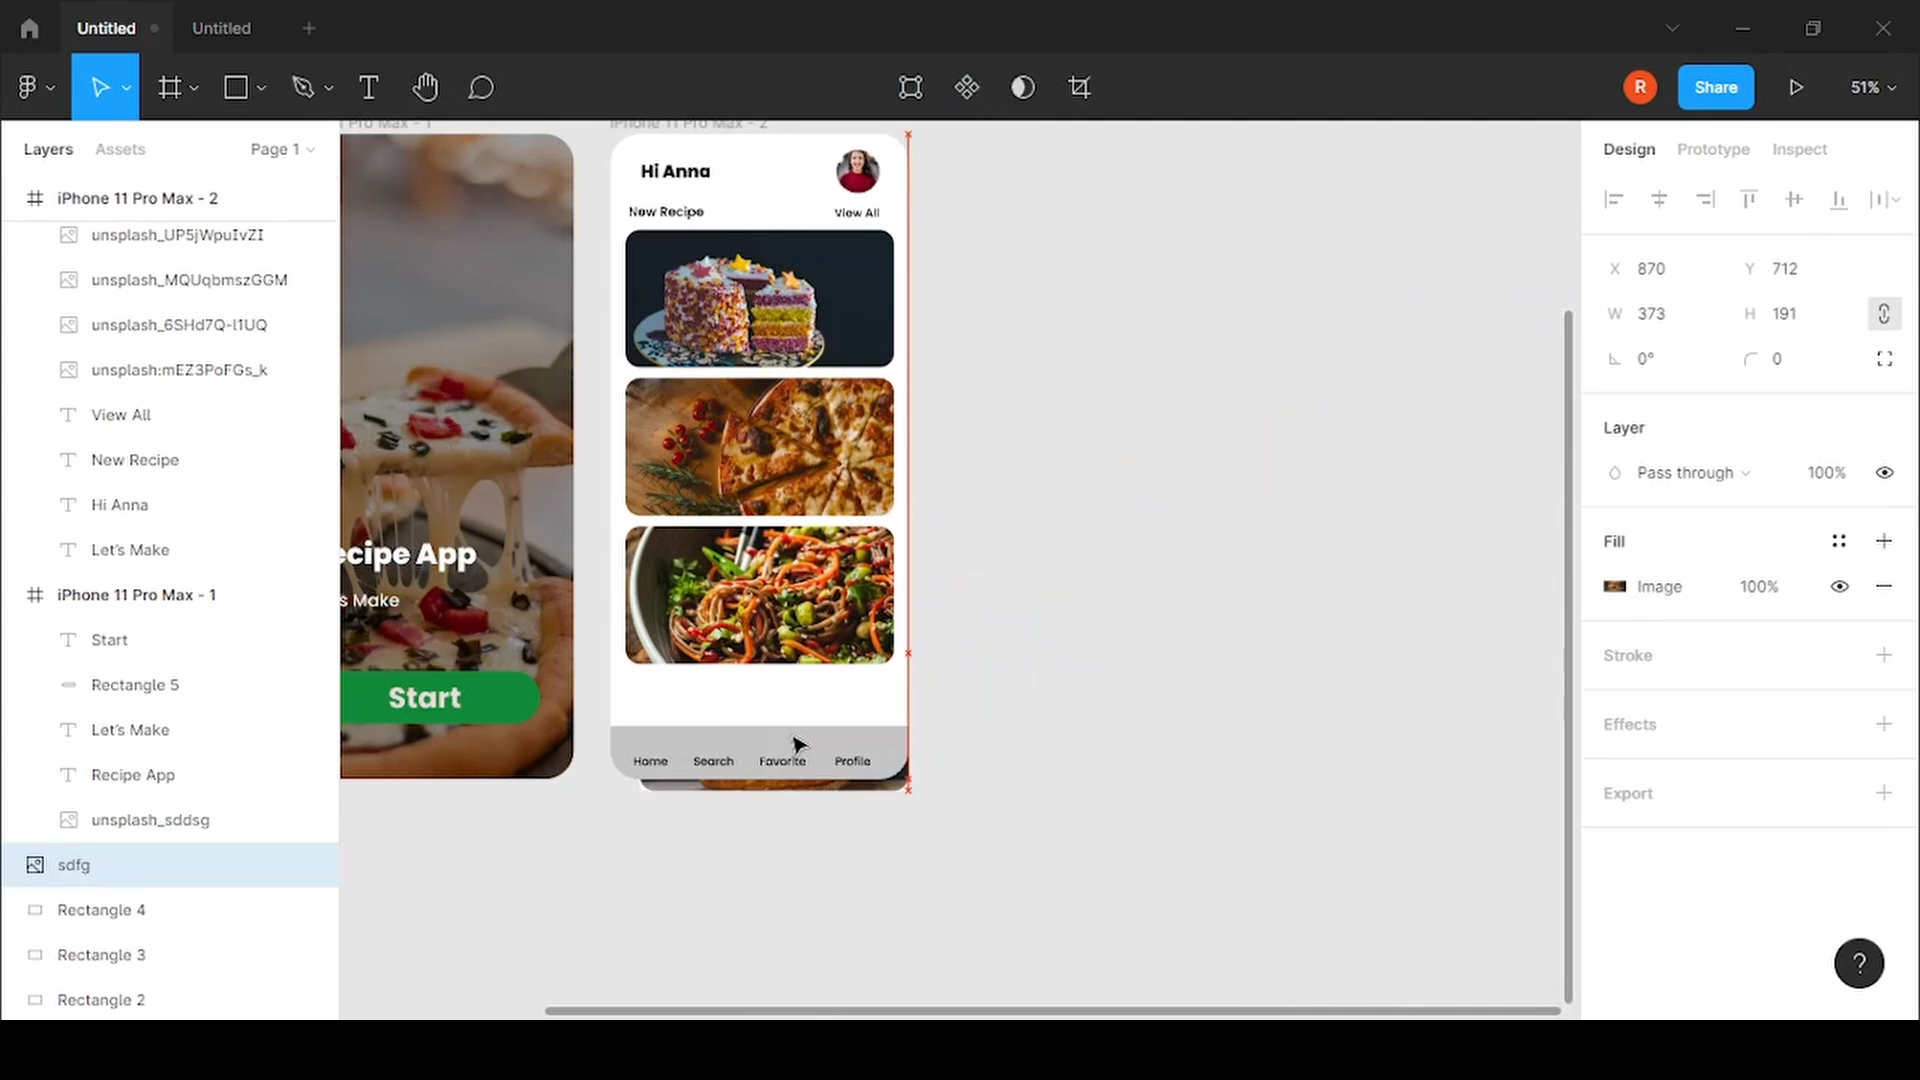 Untitled
Untitled
R
Share
51%
Layers
Assets
Page 1
iPhone 11 Pro Max - 2
unsplash_UP5jWpuIvZI
unsplash_MQUqbmszGGM
unsplash_6SHd7Q-l1UQ
unsplash:mEZ3PoFGs_k
View All
New Recipe
Hi Anna
Let's Make
iPhone 11 Pro Max - 1
Start
Rectangle 5
Let's Make
Recipe App
unsplash_sddsg
sdfg
Rectangle 4
Rectangle 3
Rectangle 2
Pro Max - 1
ecipe App
s Make
Start
iPhone 11 Pro Max - 2
Hi Anna
New Recipe
View All
Home
Search
Favorite
Profile
Design
Prototype
Inspect
X 870
Y 712
W 373
H 191
0°
0
Layer
Pass through
100%
Fill
Image
100%
Stroke
Effects
Export
?